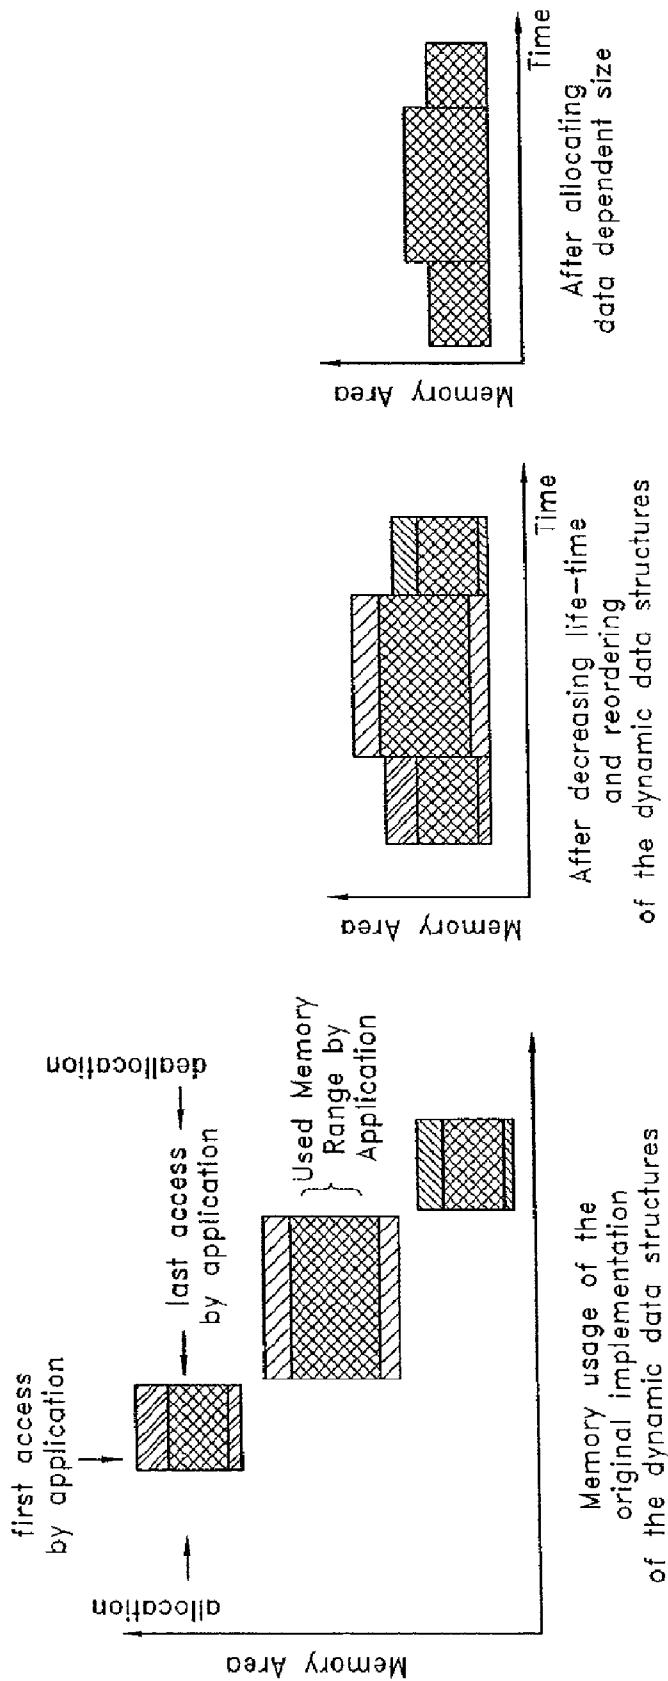 first access
by application
allocation
last access
by application
deallocation
Used Memory
Range by
Application
Memory Area
Memory usage of the
original implementation
of the dynamic data structures
Memory Area
Time
After decreasing life-time
and reordering
of the dynamic data structures
Memory Area
Time
After allocating
data dependent size